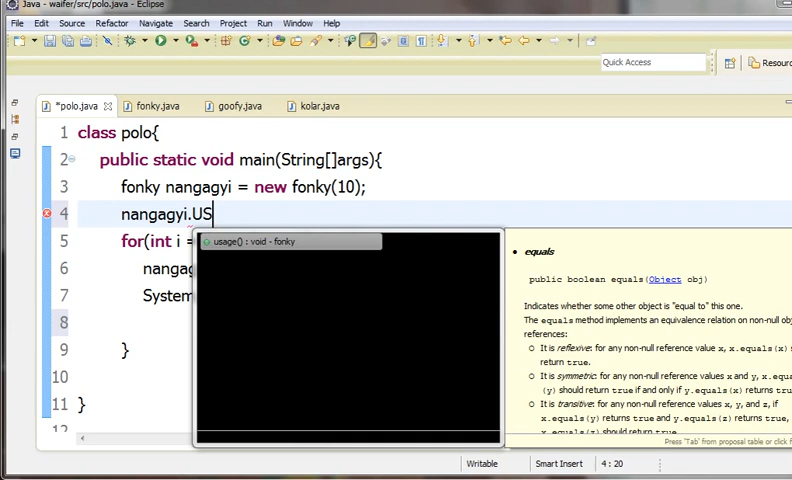 Java - waifer/src/polo.java - Eclipse
File Edit Source Refactor Navigate Search Project Run Window Help
Quick Access
Resourc
*polo.java fonky.java goofy.java kolar.java
1 class polo{
2 public static void main(String[]args){
3 fonky nangagyi = new fonky(10);
4 nangagyi.US
usage() : void - fonky
5 for(int i =
6 nangag
7 System
8
9 }
10
11 }
12
equals
public boolean equals(Object obj)
Indicates whether some other object is "equal to" this one.
The equals method implements an equivalence relation on non-null obj
references:
It is reflexive: for any non-null reference value x, x.equals(x) s
return true.
It is symmetric: for any non-null reference values x and y, x.equa
(y) should return true if and only if y.equals(x) returns true
It is transitive: for any non-null reference values x, y, and z, if
x.equals(y) returns true and y.equals(z) returns true,
x.equals(z) should return true.
Press 'Tab' from proposal table or click f
Writable Smart Insert 4 : 20